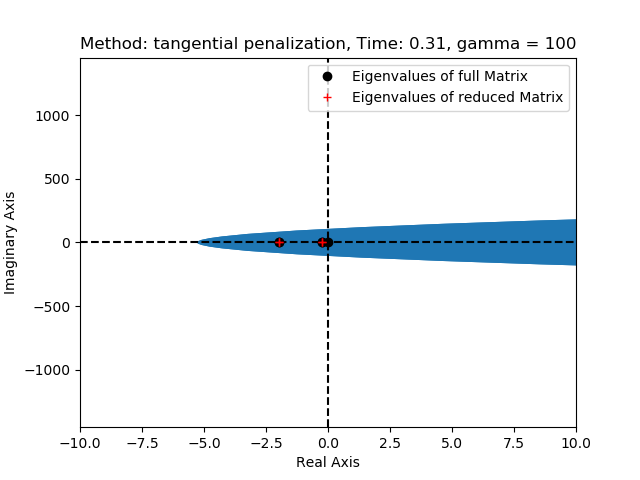 Method: tangential penalization, Time: 0.31, gamma = 100
Eigenvalues of full Matrix
Eigenvalues of reduced Matrix
1000
500
0
−500
−1000
Imaginary Axis
−10.0 −7.5 −5.0 −2.5 0.0 2.5 5.0 7.5 10.0
Real Axis